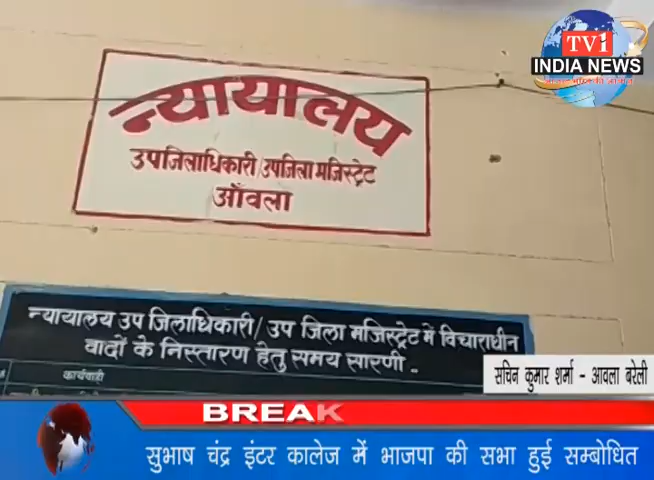 TV1
INDIA NEWS
न्यायालय
उपजिलाधिकारी/उपजिला मजिस्ट्रेट
आँवला
न्यायालय उप जिलाधिकारी/उप जिला मजिस्ट्रेट में विचाराधीन
वादों के निस्तारण हेतु समय सारणी -
कार्यवाही
सचिन कुमार शर्मा - आवला बरेली
BREAK
सुभाष चंद्र इंटर कालेज में भाजपा की सभा हुई सम्बोधित